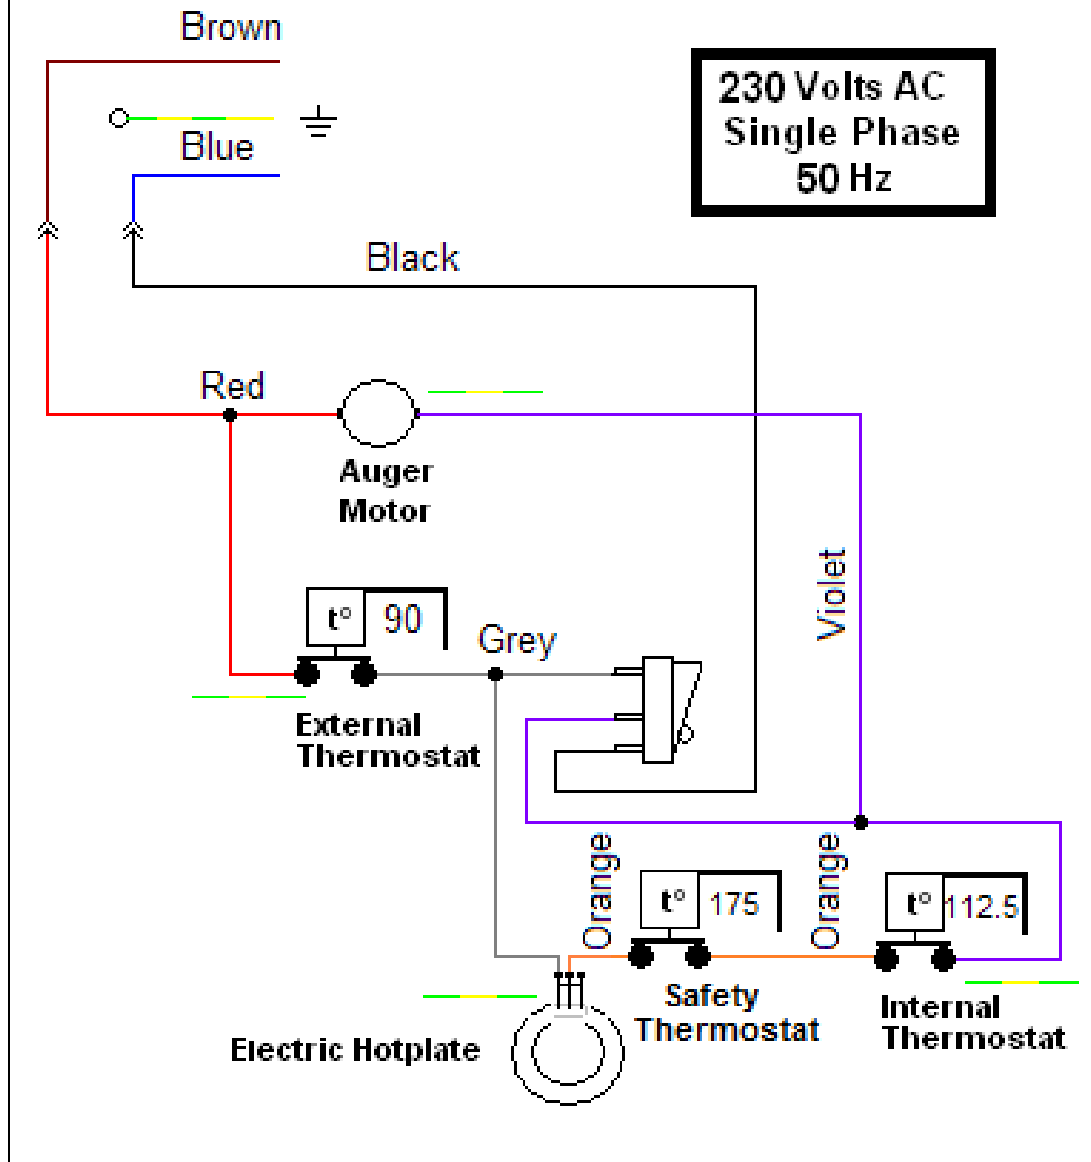 Brown
Blue
230 Volts AC
Single Phase
50 Hz
Black
Red
Auger
Motor
Violet
t° 90
Grey
External
Thermostat
Orange
t° 175
Orange
t° 112.5
Safety
Thermostat
Internal
Thermostat
Electric Hotplate